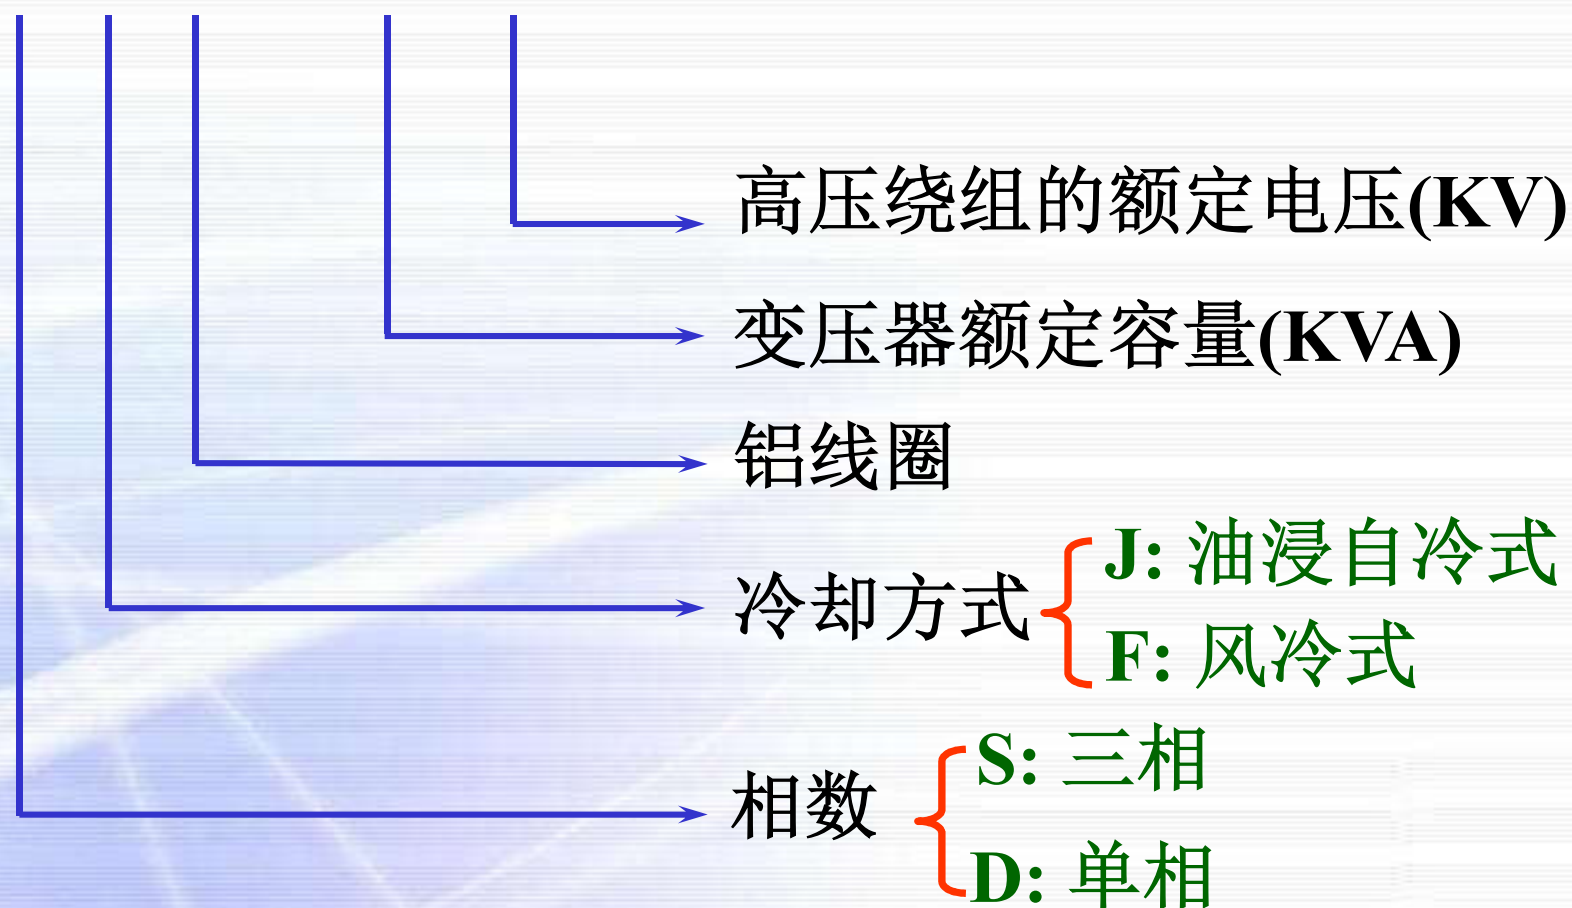 高压绕组的额定电压(KV)
变压器额定容量(KVA)
铝线圈
冷却方式
J: 油浸自冷式
F: 风冷式
相数
S: 三相
D: 单相